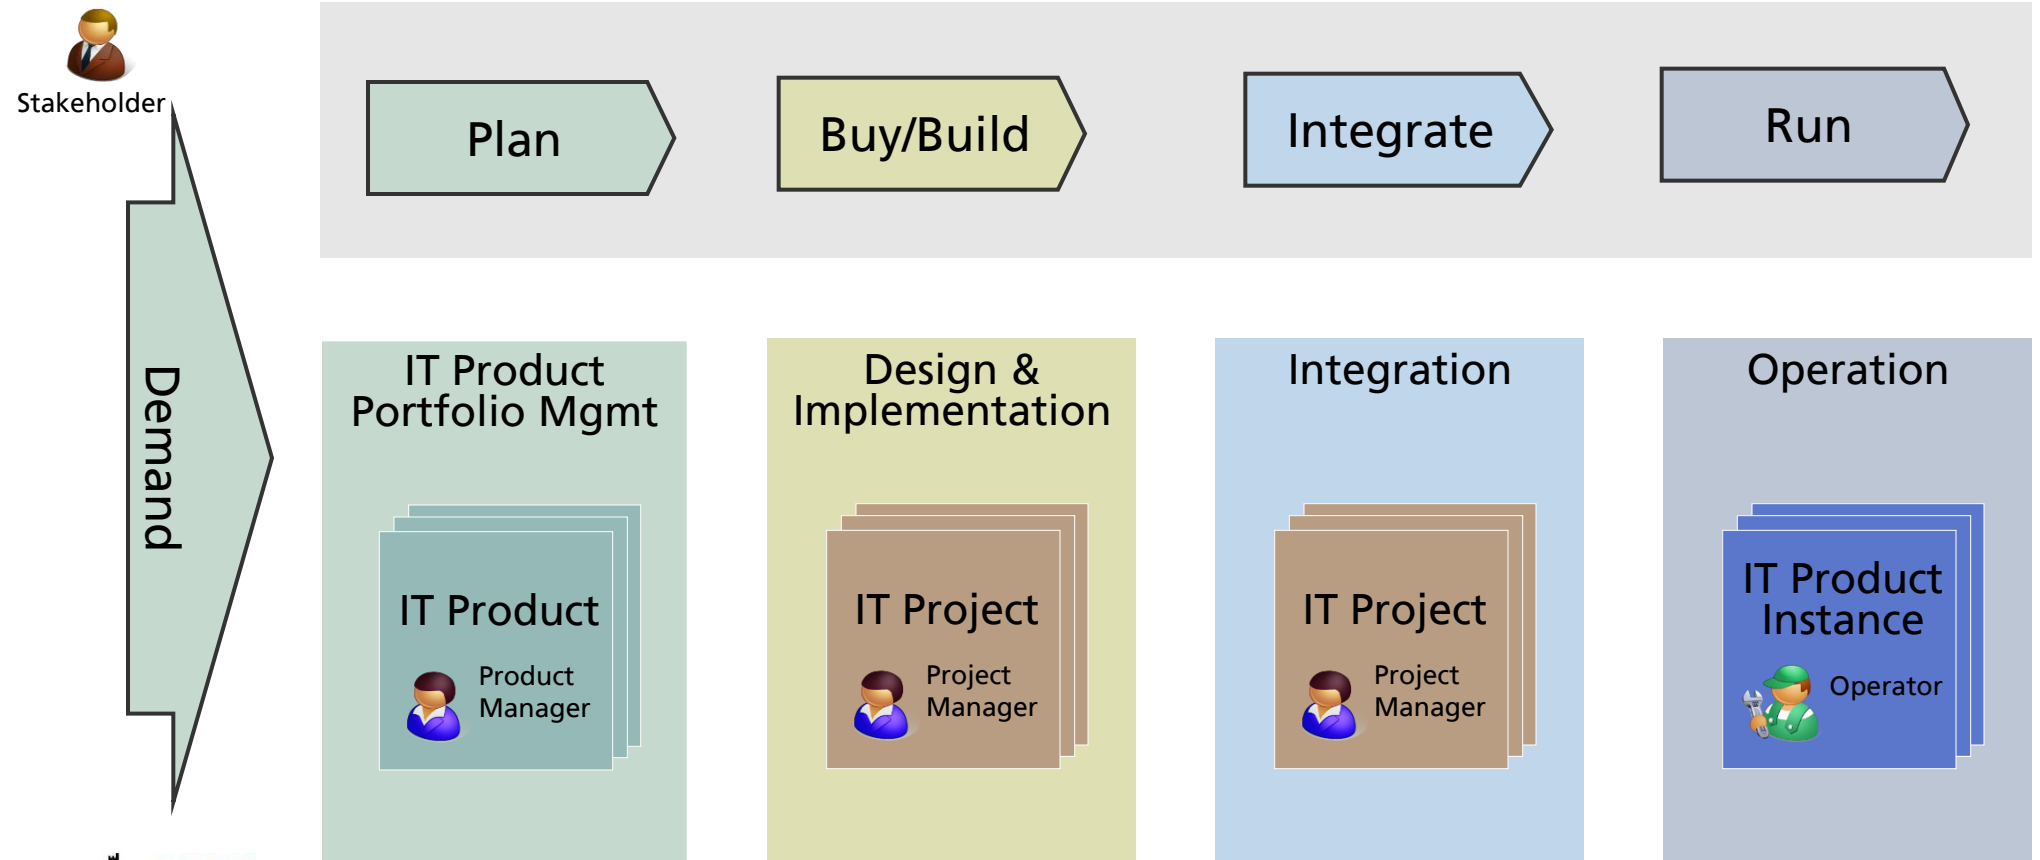 Stakeholder
Plan
Buy/Build
Integrate
Run
Demand
IT Product
Portfolio Mgmt
IT Product
Product
Manager
Design &
Implementation
IT Project
Project
Manager
Integration
IT Project
Project
Manager
Operation
IT Product
Instance
Operator